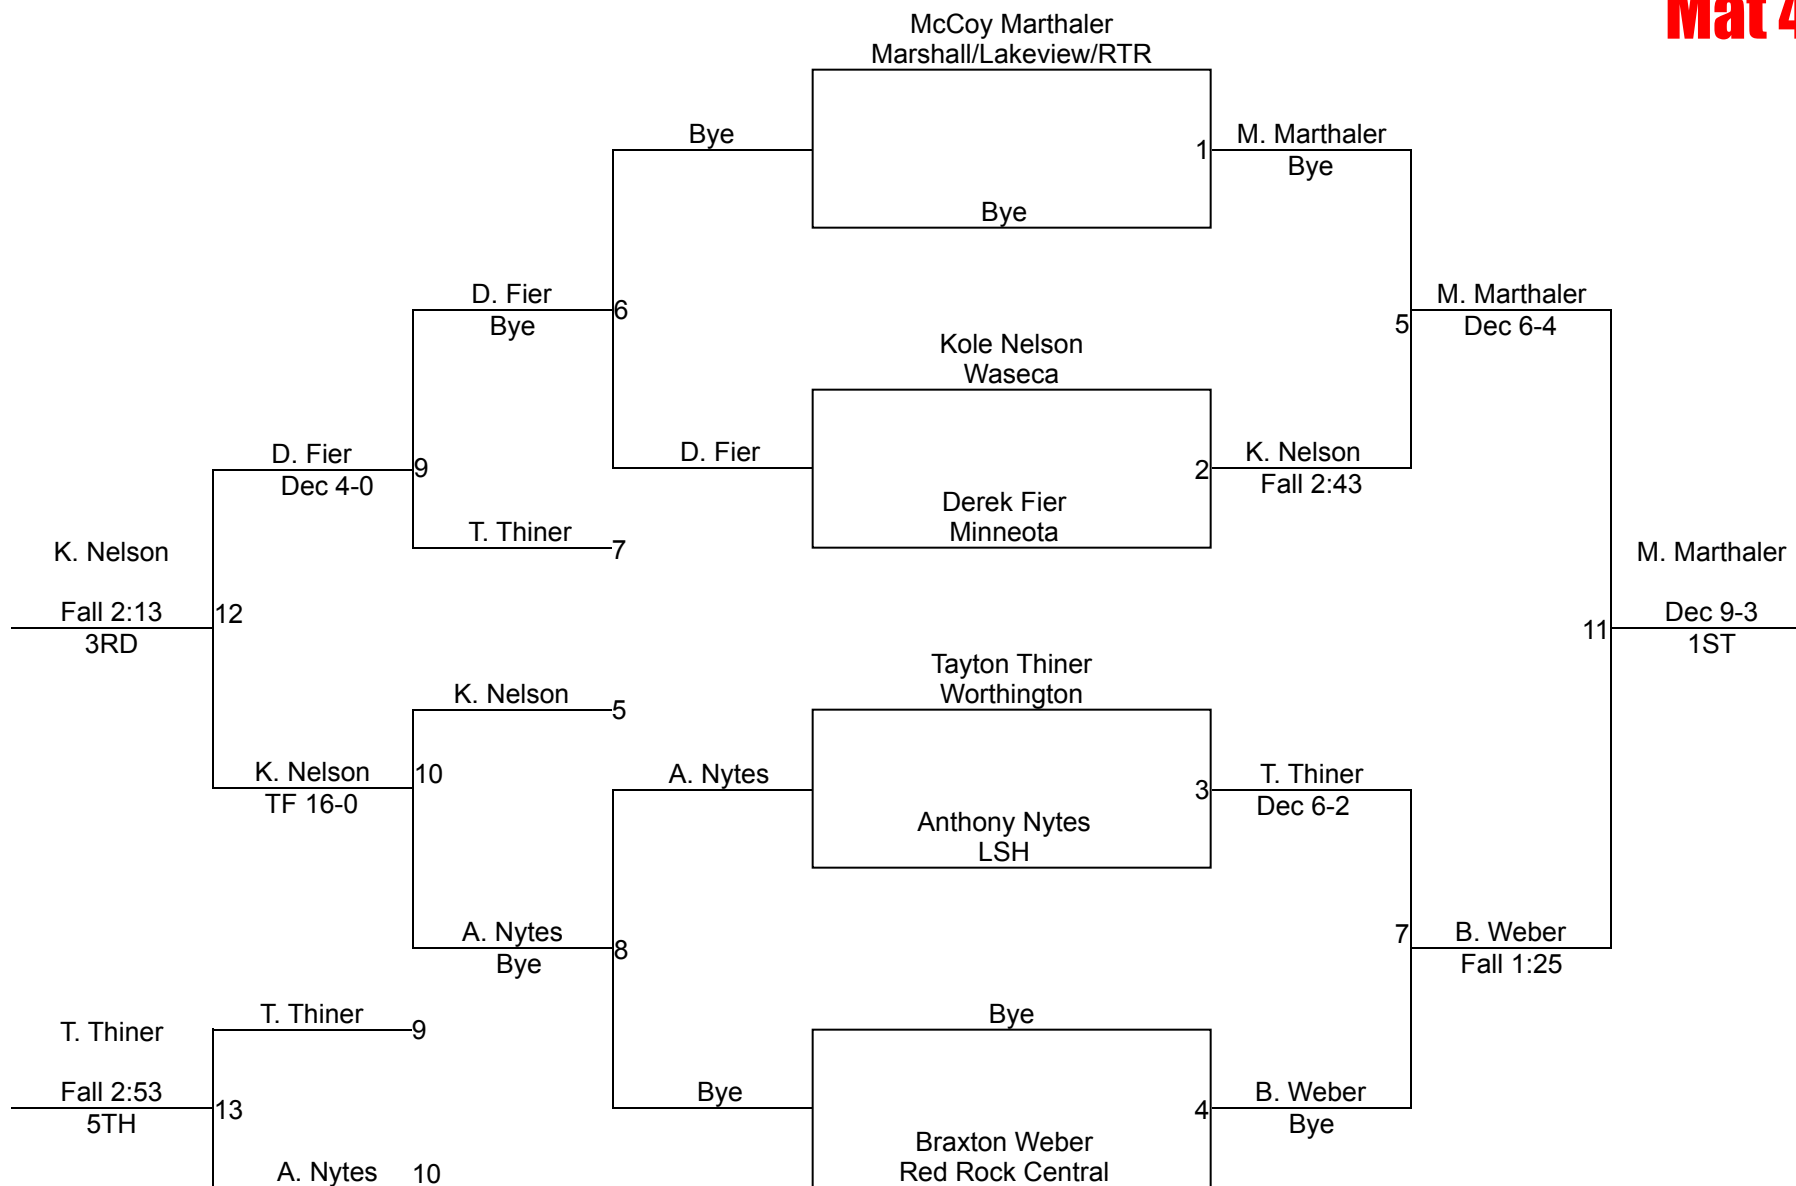 Mat 4
McCoy Marthaler
Marshall/Lakeview/RTR
Bye
1
M. Marthaler
Bye
Bye
D. Fier
Bye
6
M. Marthaler
Dec 6-4
5
Kole Nelson
Waseca
D. Fier
Dec 4-0
9
D. Fier
2
K. Nelson
Fall 2:43
Derek Fier
Minneota
T. Thiner
7
K. Nelson
Fall 2:13
3RD
12
M. Marthaler
Dec 9-3
1ST
11
Tayton Thiner
Worthington
K. Nelson
5
K. Nelson
TF 16-0
10
A. Nytes
3
T. Thiner
Dec 6-2
Anthony Nytes
LSH
A. Nytes
Bye
8
7
B. Weber
Fall 1:25
T. Thiner
Fall 2:53
5TH
13
T. Thiner
9
Bye
Bye
4
B. Weber
Bye
Braxton Weber
Red Rock Central
A. Nytes
10